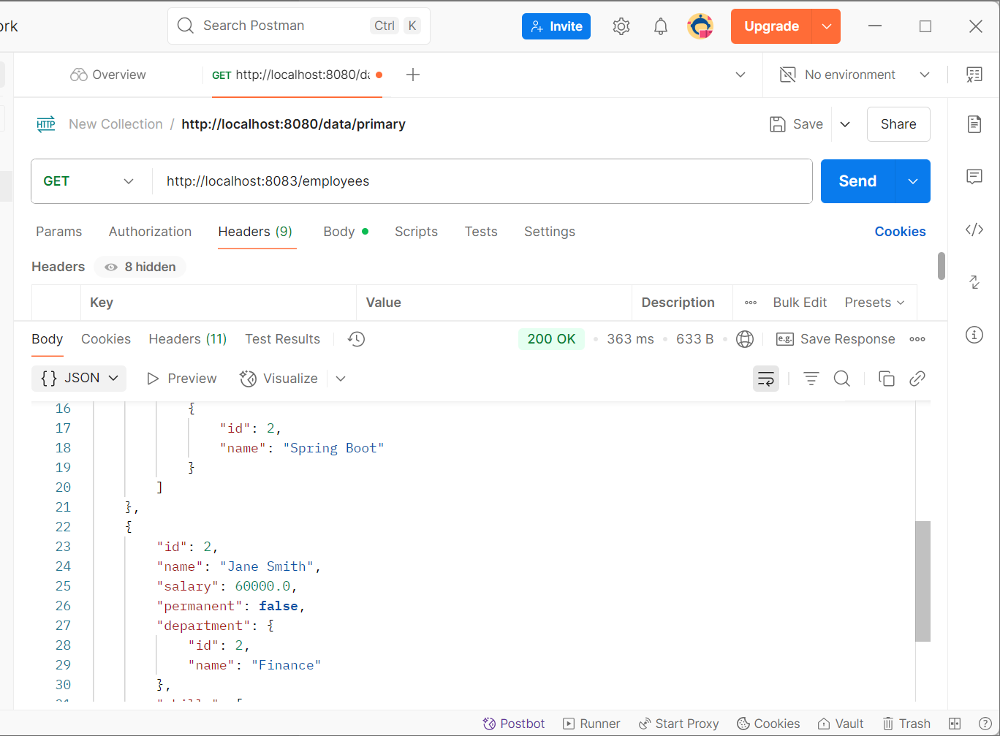 ork
Search Postman Ctrl K Invite Upgrade
Overview GET http://localhost:8080/da No environment
HTTP New Collection / http://localhost:8080/data/primary Save Share
GET http://localhost:8083/employees Send
Params Authorization Headers (9) Body Scripts Tests Settings Cookies
Headers 8 hidden
Key Value Description Bulk Edit Presets
Body Cookies Headers (11) Test Results 200 OK 363 ms 633 B e.g. Save Response
{} JSON Preview Visualize
16 {
17 "id": 2,
18 "name": "Spring Boot"
19 }
20 ]
21 },
22 {
23 "id": 2,
24 "name": "Jane Smith",
25 "salary": 60000.0,
26 "permanent": false,
27 "department": {
28 "id": 2,
29 "name": "Finance"
30 },
Postbot Runner Start Proxy Cookies Vault Trash